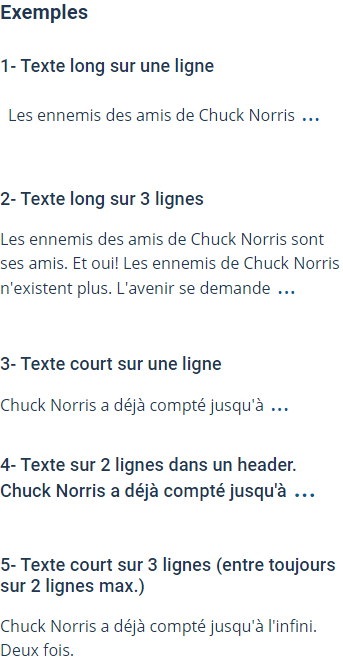 Exemples
1- Texte long sur une ligne
Les ennemis des amis de Chuck Norris ...
2- Texte long sur 3 lignes
Les ennemis des amis de Chuck Norris sont
ses amis. Et oui! Les ennemis de Chuck Norris
n'existent plus. L'avenir se demande ...
3- Texte court sur une ligne
Chuck Norris a déjà compté jusqu'à ...
4- Texte sur 2 lignes dans un header.
Chuck Norris a déjà compté jusqu'à ...
5- Texte court sur 3 lignes (entre toujours
sur 2 lignes max.)
Chuck Norris a déjà compté jusqu'à l'infini.
Deux fois.